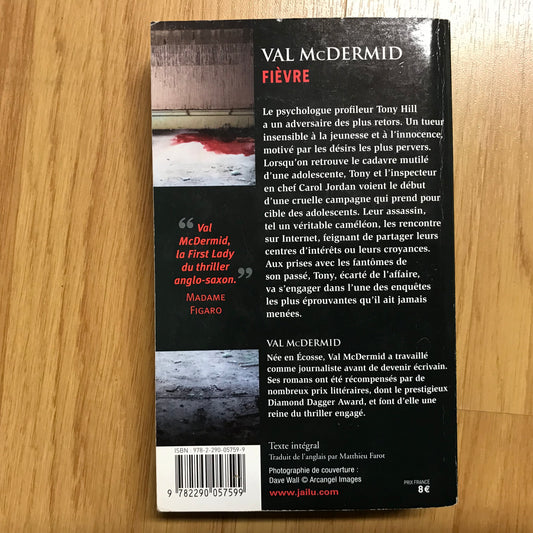 VAL McDERMID
FIÈVRE
Le psychologue profileur Tony Hill
a un adversaire des plus retors. Un tueur
insensible à la jeunesse et à l'innocence,
motivé par les désirs les plus pervers.
Lorsqu'on retrouve le cadavre mutilé
d'une adolescente, Tony et l'inspecteur
en chef Carol Jordan voient le début
d'une cruelle campagne qui prend pour
cible des adolescents. Leur assassin,
tel un véritable caméléon, les rencontre
sur Internet, feignant de partager leurs
centres d'intérêts ou leurs croyances.
Aux prises avec les fantômes de
son passé, Tony, écarté de l'affaire,
va s'engager dans l'une des enquêtes
les plus éprouvantes qu'il ait jamais
menées.
“ Val
McDermid,
la First Lady
du thriller
anglo-saxon. ”
MADAME
FIGARO
VAL McDERMID
Née en Écosse, Val McDermid a travaillé
comme journaliste avant de devenir écrivain.
Ses romans ont été récompensés par de
nombreux prix littéraires, dont le prestigieux
Diamond Dagger Award, et font d'elle une
reine du thriller engagé.
Texte intégral
Traduit de l'anglais par Matthieu Farot
Photographie de couverture :
Dave Wall © Arcangel Images
www.jailu.com
PRIX FRANCE
8 €
ISBN 978-2-290-05759-9
9 782290 057599